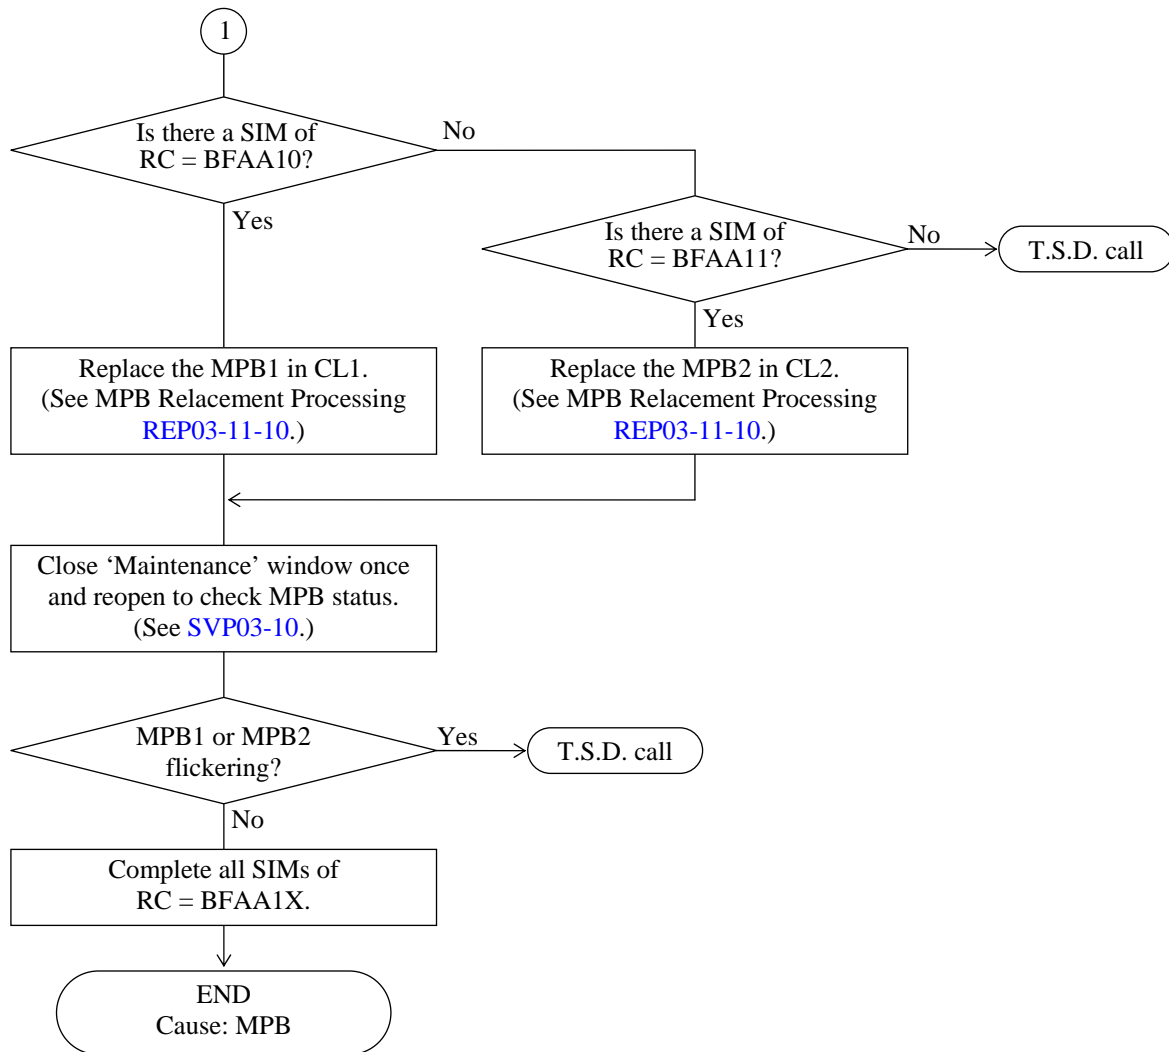 1
Is there a SIM of
RC = BFAA10?
No
Yes
Is there a SIM of
RC = BFAA11?
No
T.S.D. call
Yes
Replace the MPB1 in CL1.
(See MPB Relacement Processing
REP03-11-10.)
Replace the MPB2 in CL2.
(See MPB Relacement Processing
REP03-11-10.)
Close ‘Maintenance’ window once
and reopen to check MPB status.
(See SVP03-10.)
MPB1 or MPB2
flickering?
Yes
T.S.D. call
No
Complete all SIMs of
RC = BFAA1X.
END
Cause: MPB